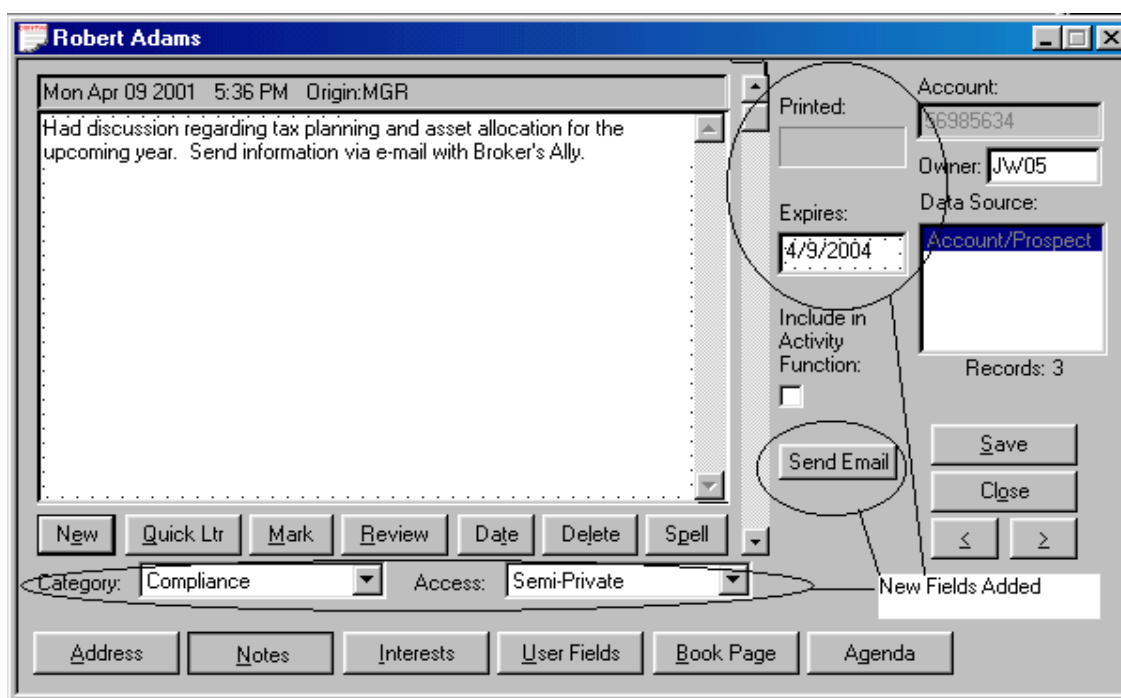 Robert Adams
Mon Apr 09 2001 5:36 PM Origin:MGR
Had discussion regarding tax planning and asset allocation for the
upcoming year. Send information via e-mail with Broker's Ally.
Printed:
Expires:
4/9/2004
Include in
Activity
Function:
Send Email
Account:
56985634
Owner: JW05
Data Source:
Account/Prospect
Records: 3
Save
Close
< >
New Quick Ltr Mark Review Date Delete Spell
Category: Compliance Access: Semi-Private
New Fields Added
Address Notes Interests User Fields Book Page Agenda